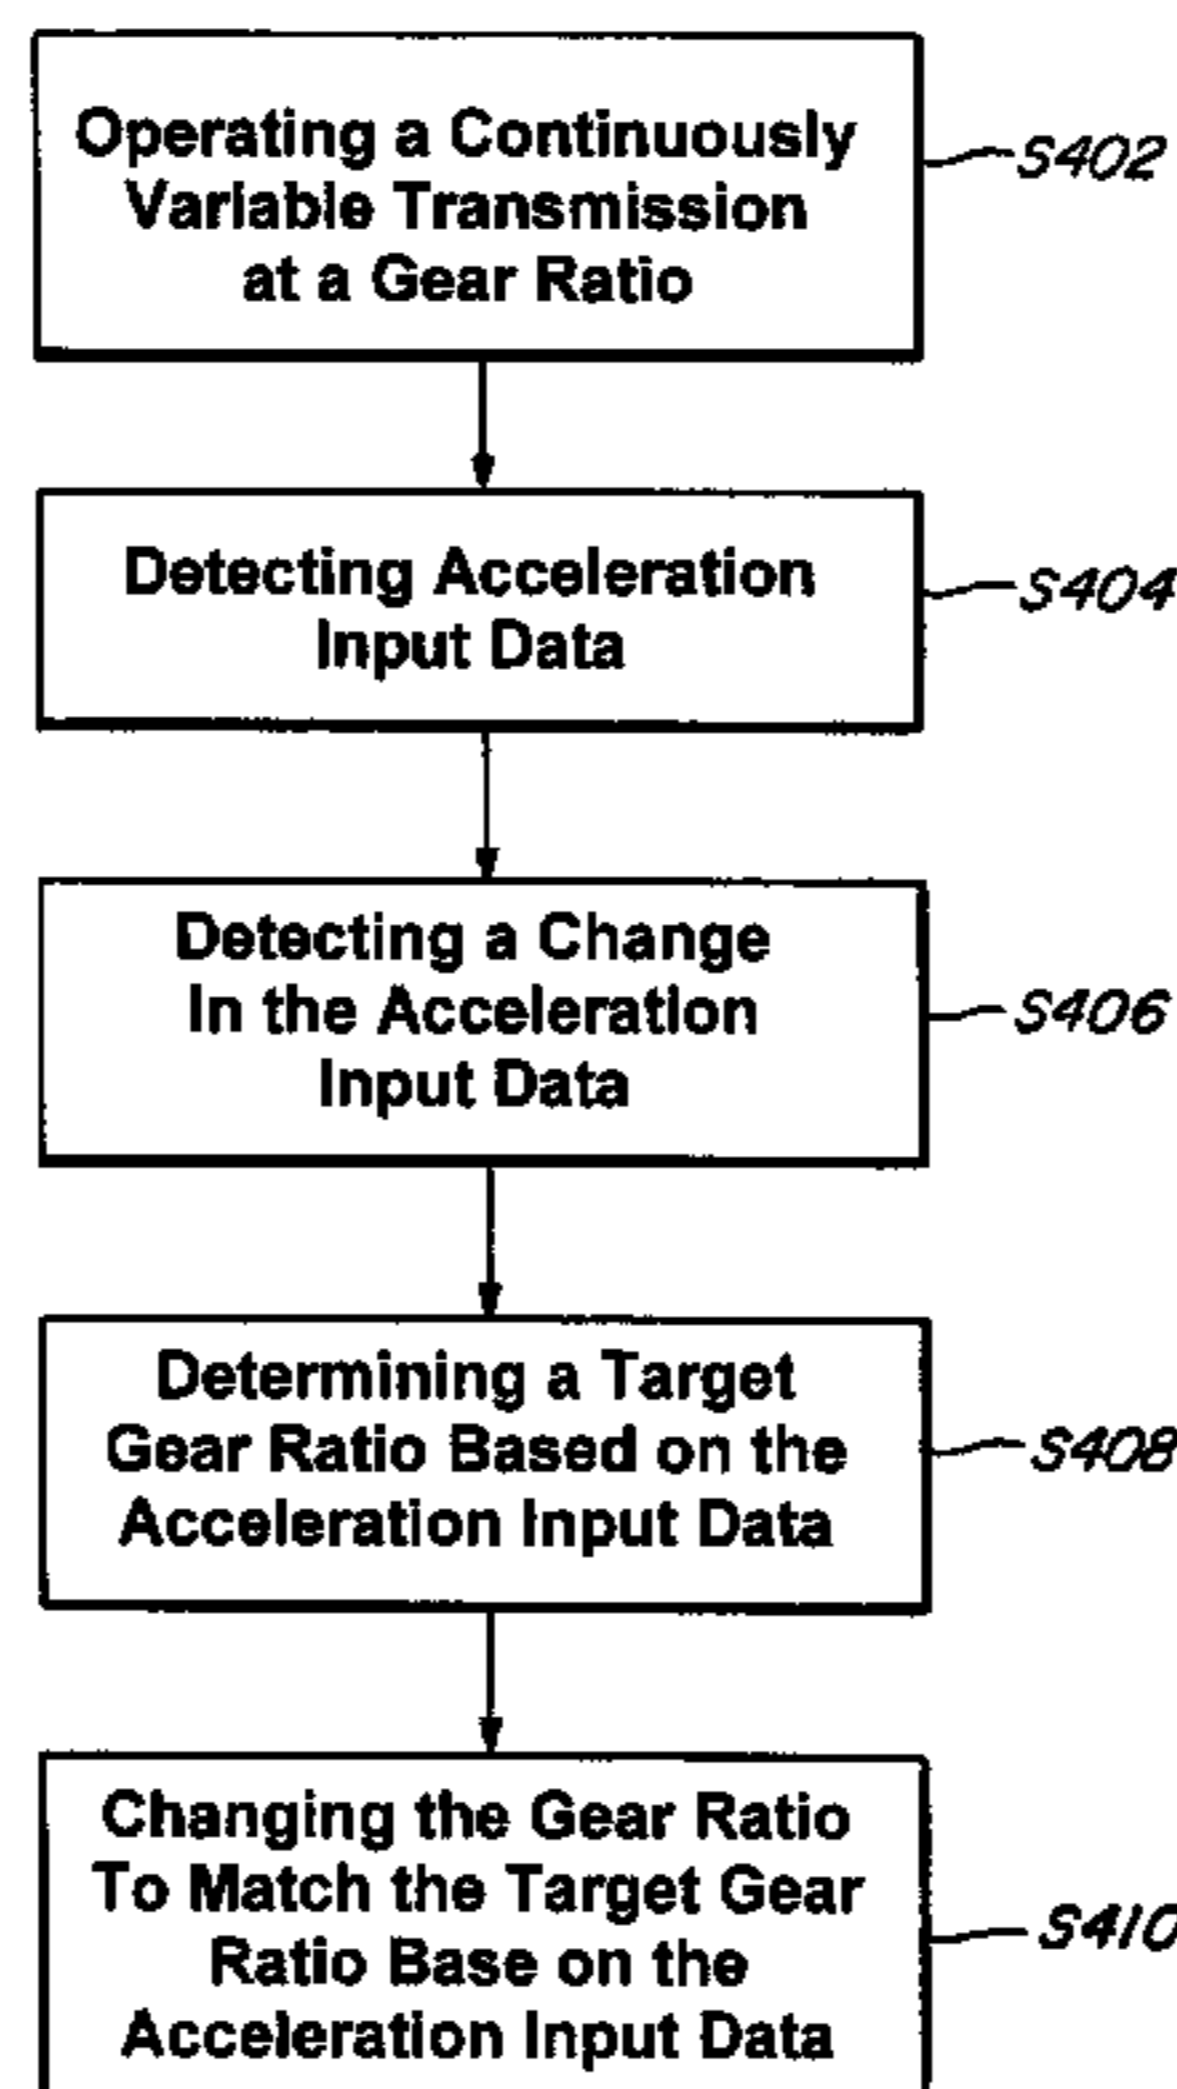 Operating a Continuously
Variable Transmission
at a Gear Ratio
S402
Detecting Acceleration
Input Data
S404
Detecting a Change
In the Acceleration
Input Data
S406
Determining a Target
Gear Ratio Based on the
Acceleration Input Data
S408
Changing the Gear Ratio
To Match the Target Gear
Ratio Base on the
Acceleration Input Data
S410